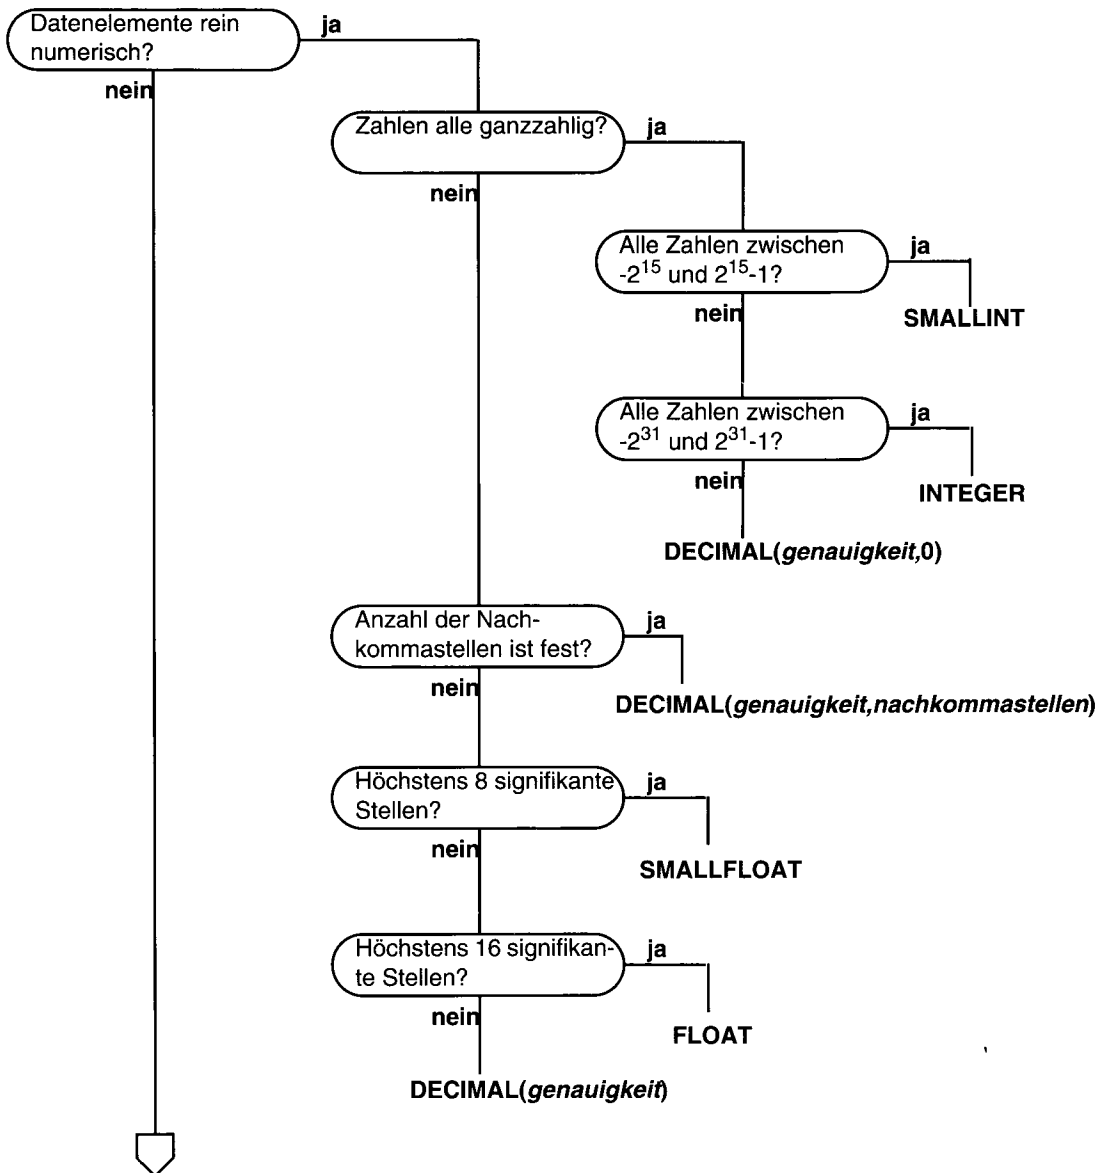 Datenelemente rein
numerisch?
ja
nein
Zahlen alle ganzzahlig?
ja
nein
Alle Zahlen zwischen
-2^15 und 2^15-1?
ja
nein
SMALLINT
Alle Zahlen zwischen
-2^31 und 2^31-1?
ja
nein
INTEGER
DECIMAL(genauigkeit,0)
Anzahl der Nach-
kommastellen ist fest?
ja
nein
DECIMAL(genauigkeit,nachkommastellen)
Höchstens 8 signifikante
Stellen?
ja
nein
SMALLFLOAT
Höchstens 16 signifikan-
te Stellen?
ja
nein
FLOAT
DECIMAL(genauigkeit)